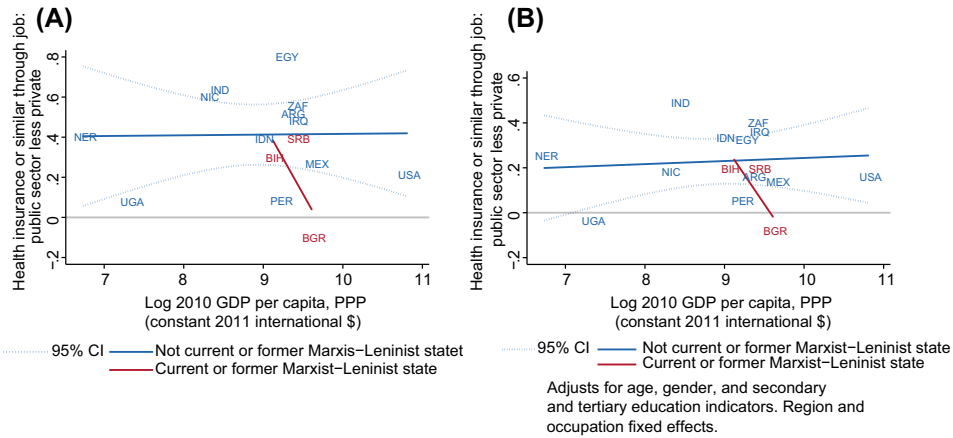 (A)
Health insurance or similar through job:
public sector less private
.8
.6
.4
.2
0
-.2
EGY
IND
NIC
ZAF
ARG
IRQ
NER
IDN
SRB
BIH
MEX
USA
UGA
PER
BGR
7
8
9
10
11
Log 2010 GDP per capita, PPP
(constant 2011 international $)
95% CI
Not current or former Marxis−Leninist statet
Current or former Marxist−Leninist state
(B)
Health insurance or similar through job:
public sector less private
.6
.4
.2
0
-.2
IND
ZAF
IRQ
IDN
EGY
NER
NIC
BIH
SRB
ARG
MEX
USA
PER
UGA
BGR
7
8
9
10
11
Log 2010 GDP per capita, PPP
(constant 2011 international $)
95% CI
Not current or former Marxist−Leninist state
Current or former Marxist−Leninist state
Adjusts for age, gender, and secondary
and tertiary education indicators. Region and
occupation fixed effects.